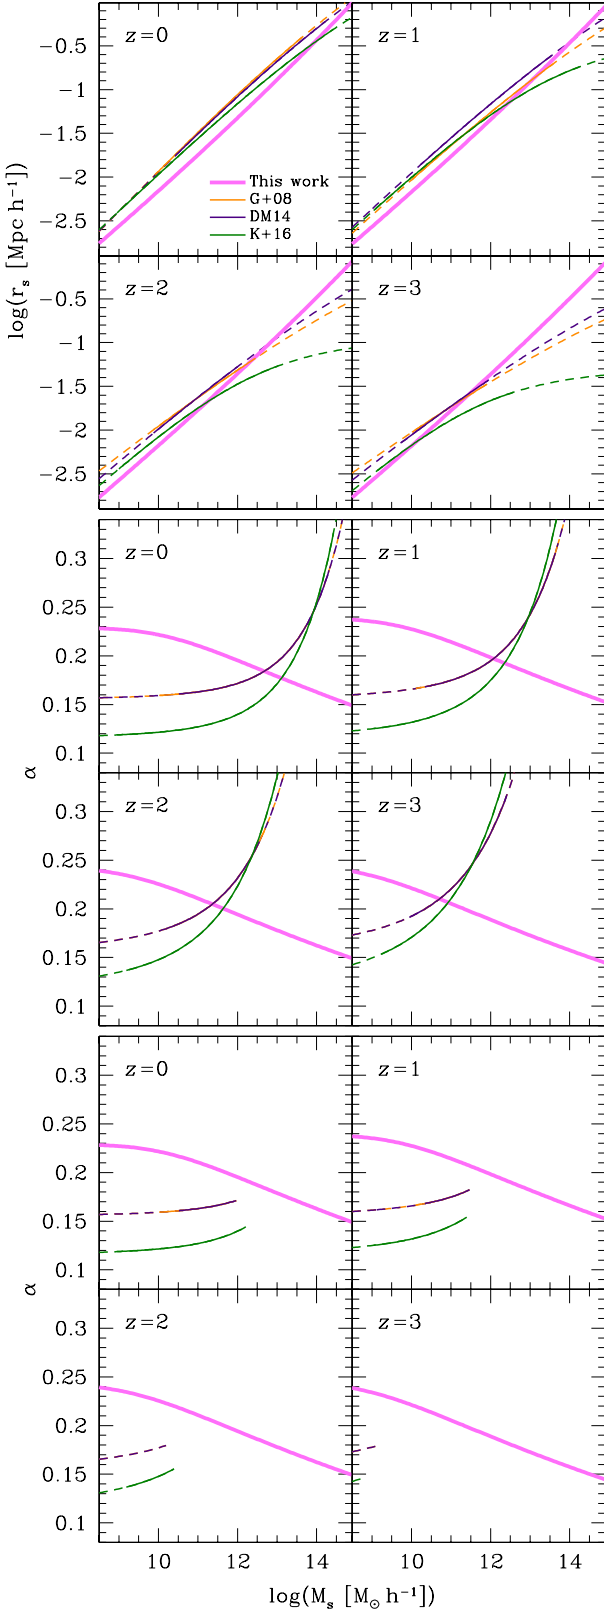 z=0
z=1
−0.5
−1
−1.5
−2
−2.5
This work
G+08
DM14
K+16
log(r_s [Mpc h⁻¹])
z=2
z=3
−0.5
−1
−1.5
−2
−2.5
z=0
z=1
0.3
0.25
0.2
0.15
0.1
α
z=2
z=3
0.3
0.25
0.2
0.15
0.1
z=0
z=1
0.3
0.25
0.2
0.15
0.1
α
z=2
z=3
0.3
0.25
0.2
0.15
0.1
10 12 14 10 12 14
log(M_s [M_⊙ h⁻¹])